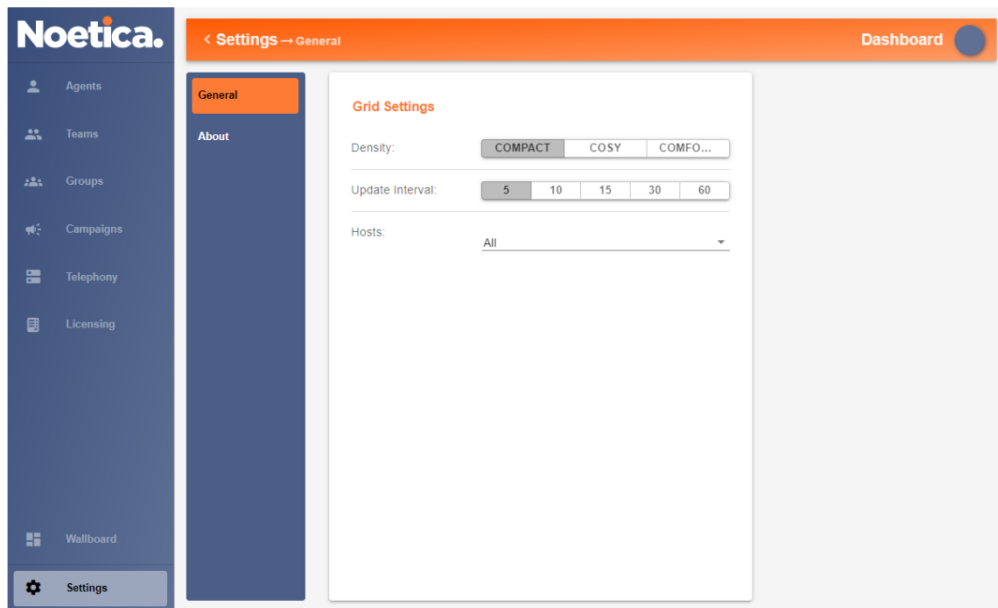 Noetica.
< Settings → General
Dashboard
Agents
Teams
Groups
Campaigns
Telephony
Licensing
Wallboard
Settings
General
About
Grid Settings
Density: COMPACT COSY COMFO...
Update Interval: 5 10 15 30 60
Hosts: All